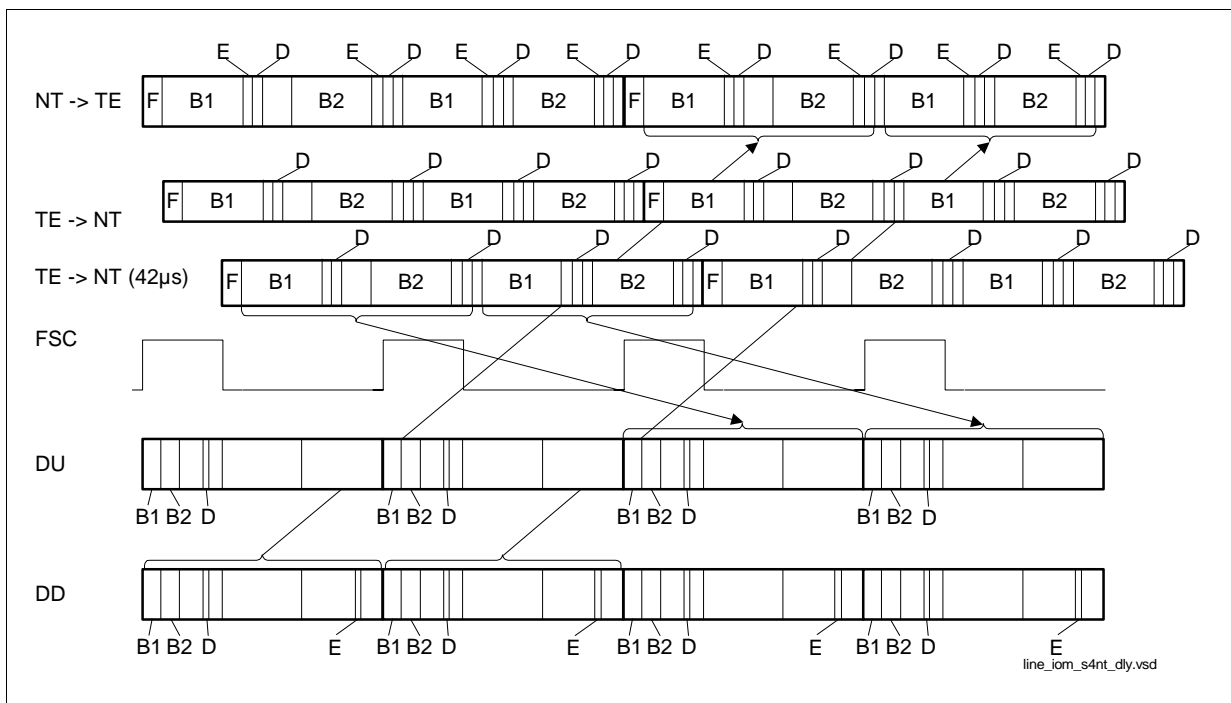 E D E D E D E D E D E D E D E D
NT -> TE F B1 B2 B1 B2 F B1 B2 B1 B2
D D D D D D D D
F B1 B2 B1 B2 F B1 B2 B1 B2
TE -> NT
D D D D D D D D
TE -> NT (42µs) F B1 B2 B1 B2 F B1 B2 B1 B2
FSC
DU
B1 B2 D B1 B2 D B1 B2 D B1 B2 D
DD
B1 B2 D E B1 B2 D E B1 B2 D E B1 B2 D E
line_iom_s4nt_dly.vsd